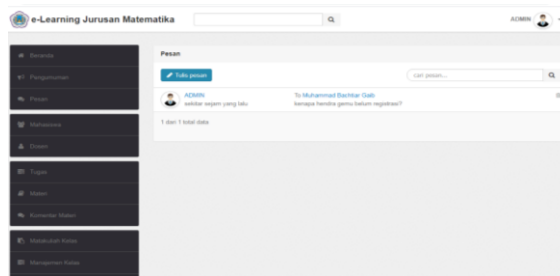 e-Learning Jurusan Matematika
ADMIN
Beranda
Pengumuman
Pesan
Mahasiswa
Dosen
Tugas
Materi
Komentar Materi
Matakuliah Kelas
Manajemen Kelas
Pesan
Tulis pesan
cari pesan...
ADMIN
sekitar sejam yang lalu
To Muhammad Bachtiar Gaib
kenapa hendra gemu belum registrasi?
1 dari 1 total data